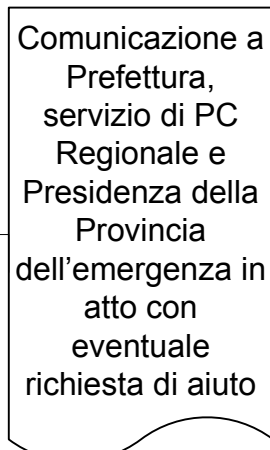 Comunicazione a
Prefettura,
servizio di PC
Regionale e
Presidenza della
Provincia
dell’emergenza in
atto con
eventuale
richiesta di aiuto